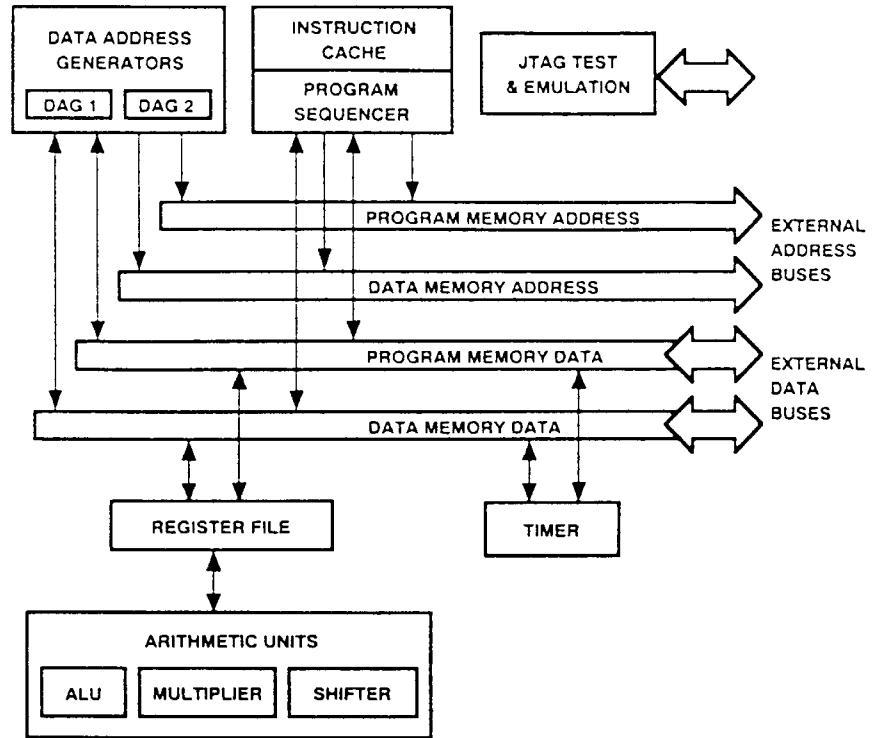 DATA ADDRESS
GENERATORS
DAG 1
DAG 2
INSTRUCTION
CACHE
PROGRAM
SEQUENCER
JTAG TEST
& EMULATION
PROGRAM MEMORY ADDRESS
EXTERNAL
ADDRESS
BUSES
DATA MEMORY ADDRESS
PROGRAM MEMORY DATA
EXTERNAL
DATA
BUSES
DATA MEMORY DATA
REGISTER FILE
TIMER
ARITHMETIC UNITS
ALU
MULTIPLIER
SHIFTER